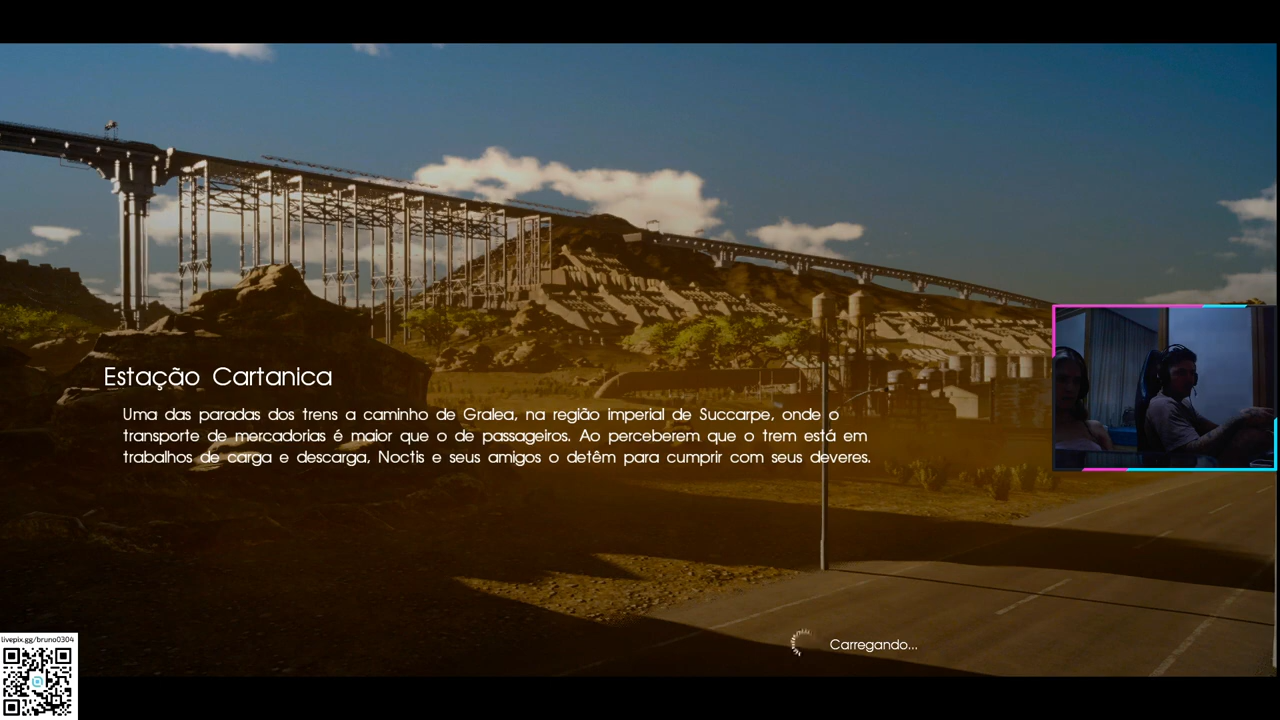 Estação Cartanica
Uma das paradas dos trens a caminho de Gralea, na região imperial de Succarpe, onde o
transporte de mercadorias é maior que o de passageiros. Ao perceberem que o trem está em
trabalhos de carga e descarga, Noctis e seus amigos o detêm para cumprir com seus deveres.
livepix.gg/bruno0304
Carregando...